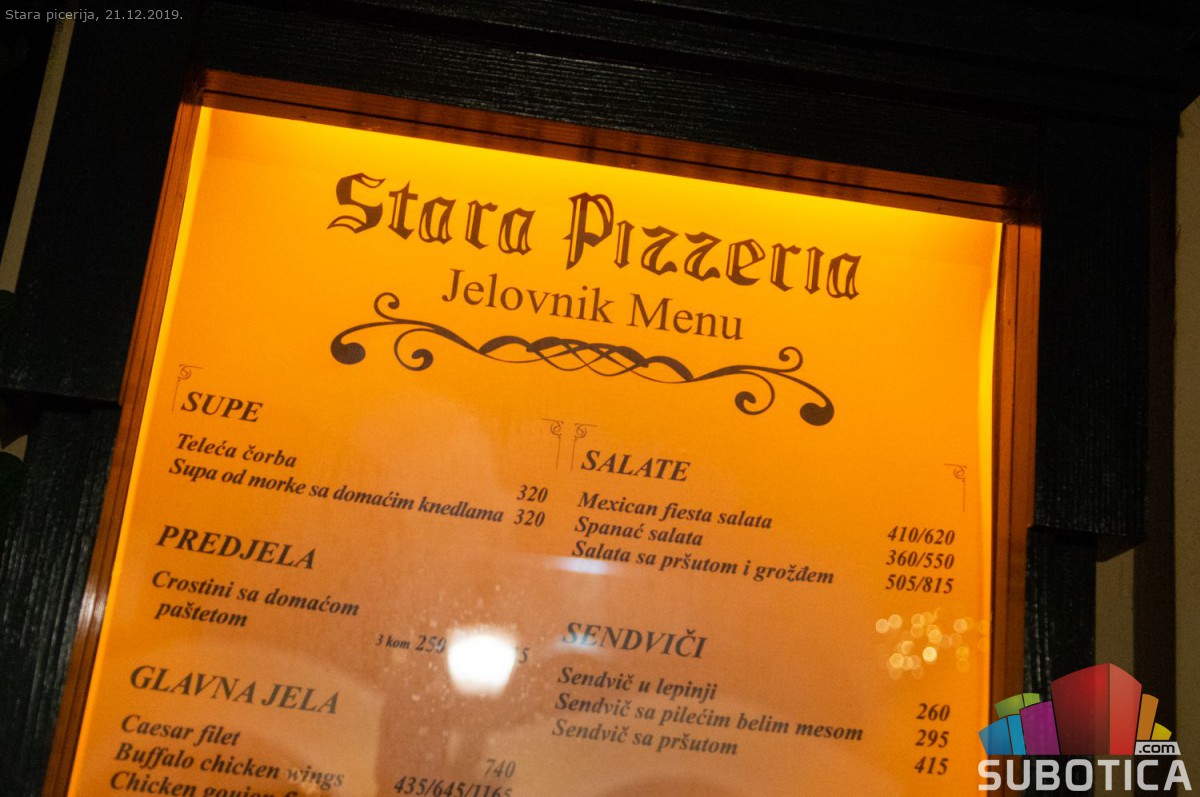 Stara picerija, 21.12.2019.
Stara Pizzeria
Jelovnik Menu
SUPE
Teleća čorba 320
Supa od morke sa domaćim knedlama 320
PREDJELA
Crostini sa domaćom
paštetom
3 kom
GLAVNA JELA
Caesar filet 740
Buffalo chicken wings 435/645/1165
Chicken
SALATE
Mexican fiesta salata 410/620
Spanać salata 360/550
Salata sa pršutom i grožđem 505/815
SENDVIČI
Sendvič u lepinji 260
Sendvič sa pilećim belim mesom 295
Sendvič sa pršutom 415
.com
SUBOTICA